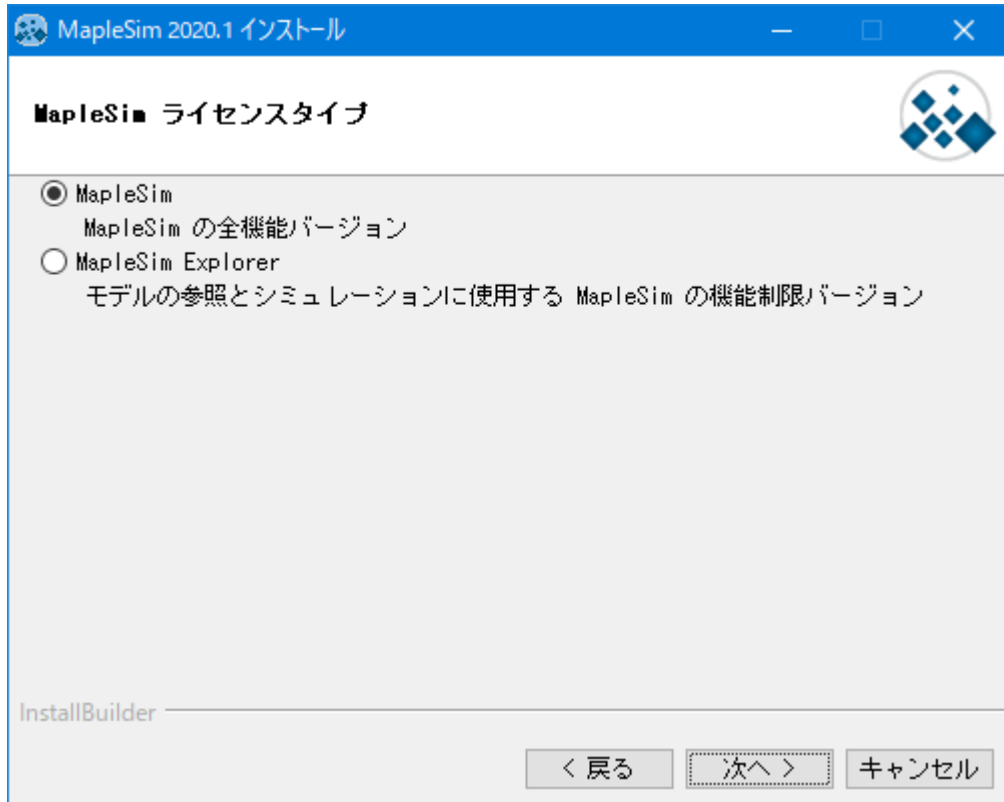 MapleSim 2020.1 インストール
MapleSim ライセンスタイプ
MapleSim
MapleSim の全機能バージョン
MapleSim Explorer
モデルの参照とシミュレーションに使用する MapleSim の機能制限バージョン
InstallBuilder
< 戻る 次へ > キャンセル